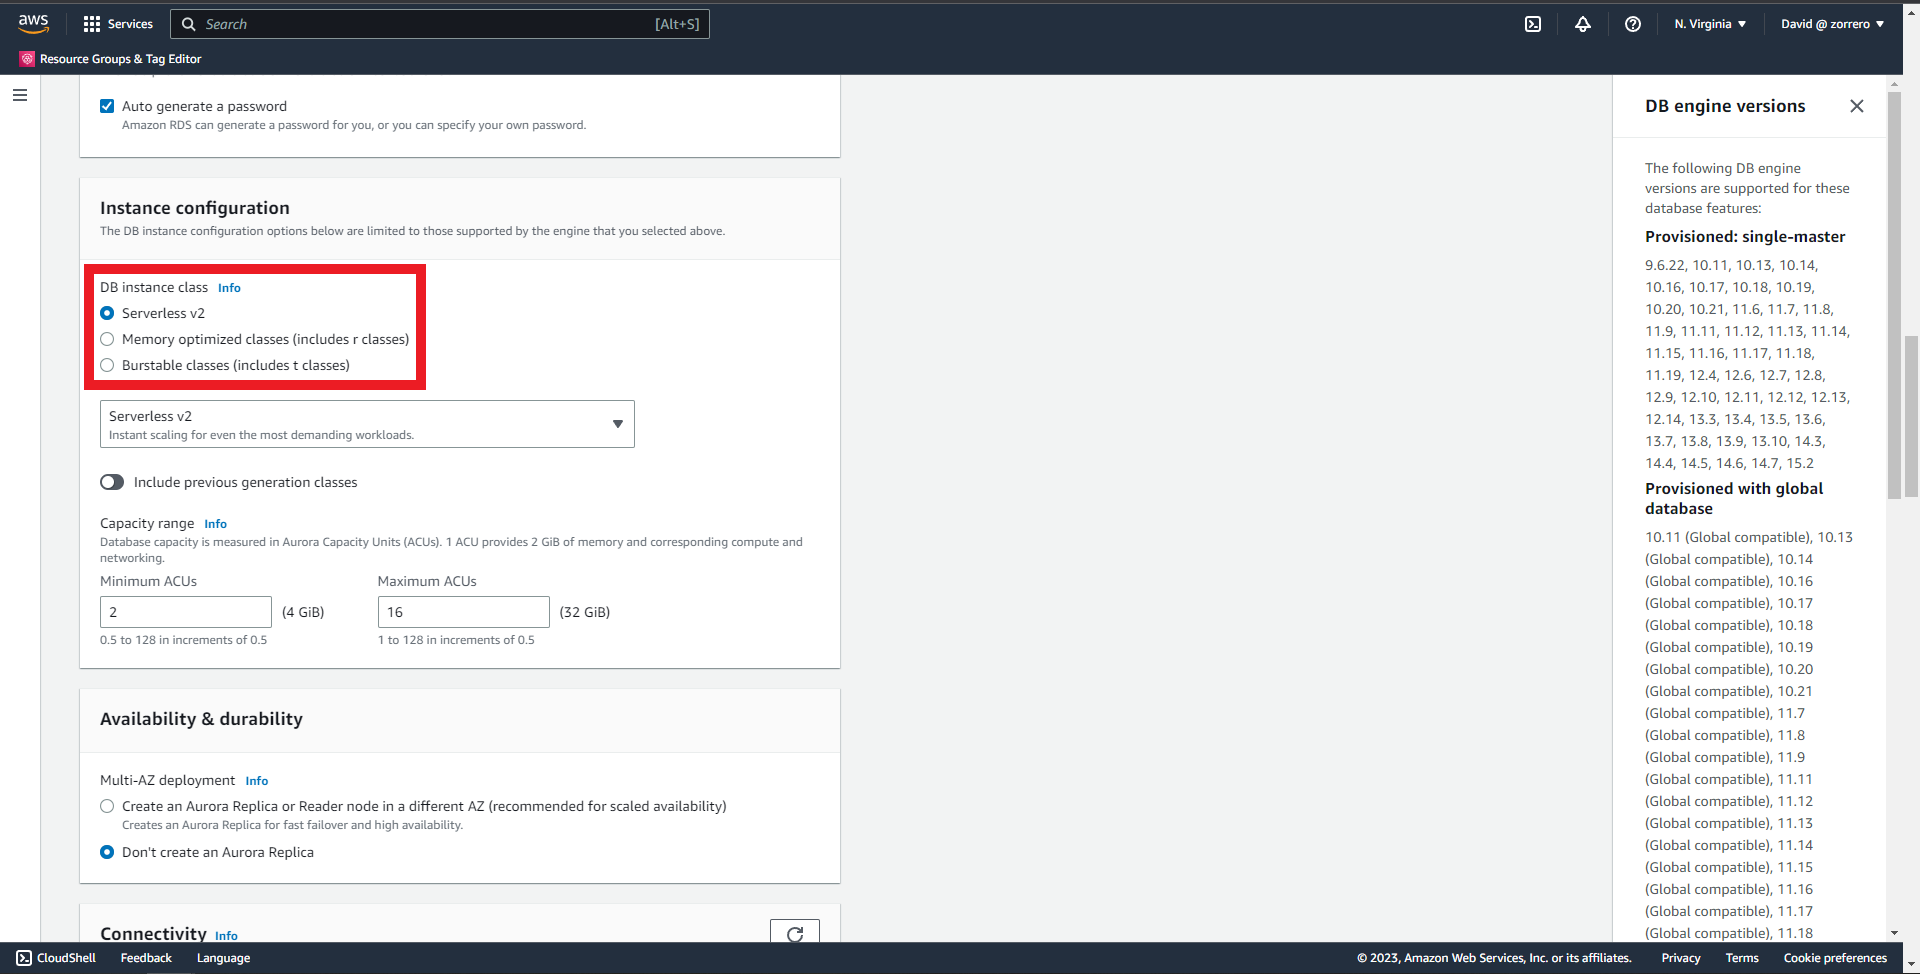 aws
Services
Search
[Alt+S]
N. Virginia
David @ zorrero
Resource Groups & Tag Editor
Auto generate a password
Amazon RDS can generate a password for you, or you can specify your own password.
Instance configuration
The DB instance configuration options below are limited to those supported by the engine that you selected above.
DB instance class Info
Serverless v2
Memory optimized classes (includes r classes)
Burstable classes (includes t classes)
Serverless v2
Instant scaling for even the most demanding workloads.
Include previous generation classes
Capacity range Info
Database capacity is measured in Aurora Capacity Units (ACUs). 1 ACU provides 2 GiB of memory and corresponding compute and
networking.
Minimum ACUs
2
(4 GiB)
0.5 to 128 in increments of 0.5
Maximum ACUs
16
(32 GiB)
1 to 128 in increments of 0.5
Availability & durability
Multi-AZ deployment Info
Create an Aurora Replica or Reader node in a different AZ (recommended for scaled availability)
Creates an Aurora Replica for fast failover and high availability.
Don't create an Aurora Replica
Connectivity Info
DB engine versions
The following DB engine
versions are supported for these
database features:
Provisioned: single-master
9.6.22, 10.11, 10.13, 10.14,
10.16, 10.17, 10.18, 10.19,
10.20, 10.21, 11.6, 11.7, 11.8,
11.9, 11.11, 11.12, 11.13, 11.14,
11.15, 11.16, 11.17, 11.18,
11.19, 12.4, 12.6, 12.7, 12.8,
12.9, 12.10, 12.11, 12.12, 12.13,
12.14, 13.3, 13.4, 13.5, 13.6,
13.7, 13.8, 13.9, 13.10, 14.3,
14.4, 14.5, 14.6, 14.7, 15.2
Provisioned with global
database
10.11 (Global compatible), 10.13
(Global compatible), 10.14
(Global compatible), 10.16
(Global compatible), 10.17
(Global compatible), 10.18
(Global compatible), 10.19
(Global compatible), 10.20
(Global compatible), 10.21
(Global compatible), 11.7
(Global compatible), 11.8
(Global compatible), 11.9
(Global compatible), 11.11
(Global compatible), 11.12
(Global compatible), 11.13
(Global compatible), 11.14
(Global compatible), 11.15
(Global compatible), 11.16
(Global compatible), 11.17
(Global compatible), 11.18
CloudShell
Feedback
Language
© 2023, Amazon Web Services, Inc. or its affiliates.
Privacy
Terms
Cookie preferences